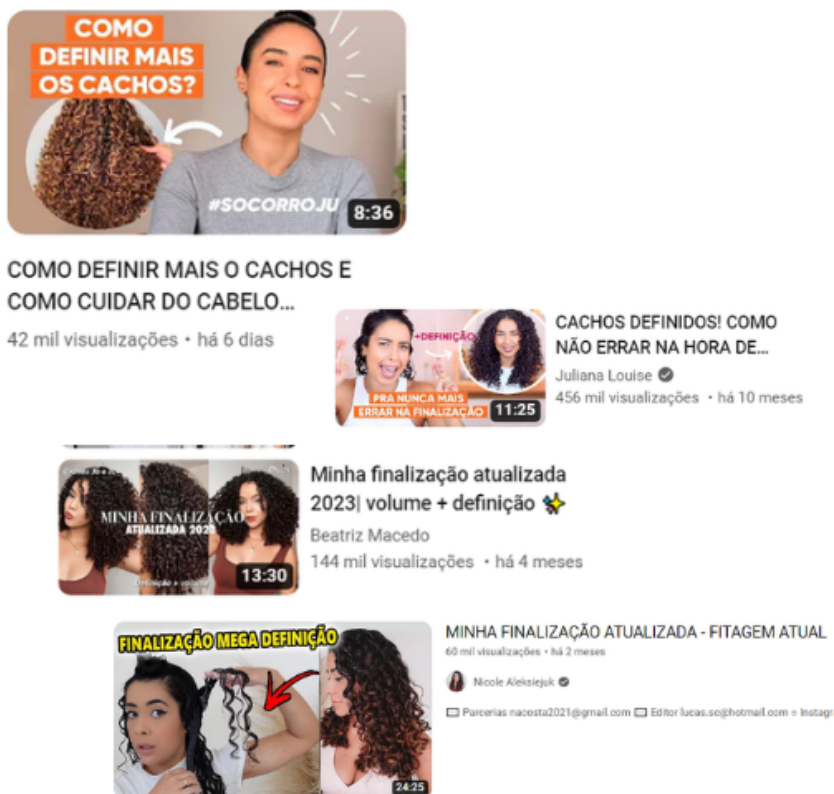 COMO
DEFINIR MAIS
OS CACHOS?
#SOCORROJU
8:36
COMO DEFINIR MAIS O CACHOS E
COMO CUIDAR DO CABELO...
42 mil visualizações • há 6 dias
+DEFINIÇÃO
PRA NUNCA MAIS
ERRAR NA FINALIZAÇÃO
11:25
CACHOS DEFINIDOS! COMO
NÃO ERRAR NA HORA DE...
Juliana Louise
456 mil visualizações • há 10 meses
MINHA FINALIZAÇÃO
ATUALIZADA 2023
Definição + volume
13:30
Minha finalização atualizada
2023| volume + definição
Beatriz Macedo
144 mil visualizações • há 4 meses
FINALIZAÇÃO MEGA DEFINIÇÃO
24:25
MINHA FINALIZAÇÃO ATUALIZADA - FITAGEM ATUAL
60 mil visualizações • há 2 meses
Nicole Aleksiejuk
Parcerias nacosta2021@gmail.com Editor lucas.sc@hotmail.com